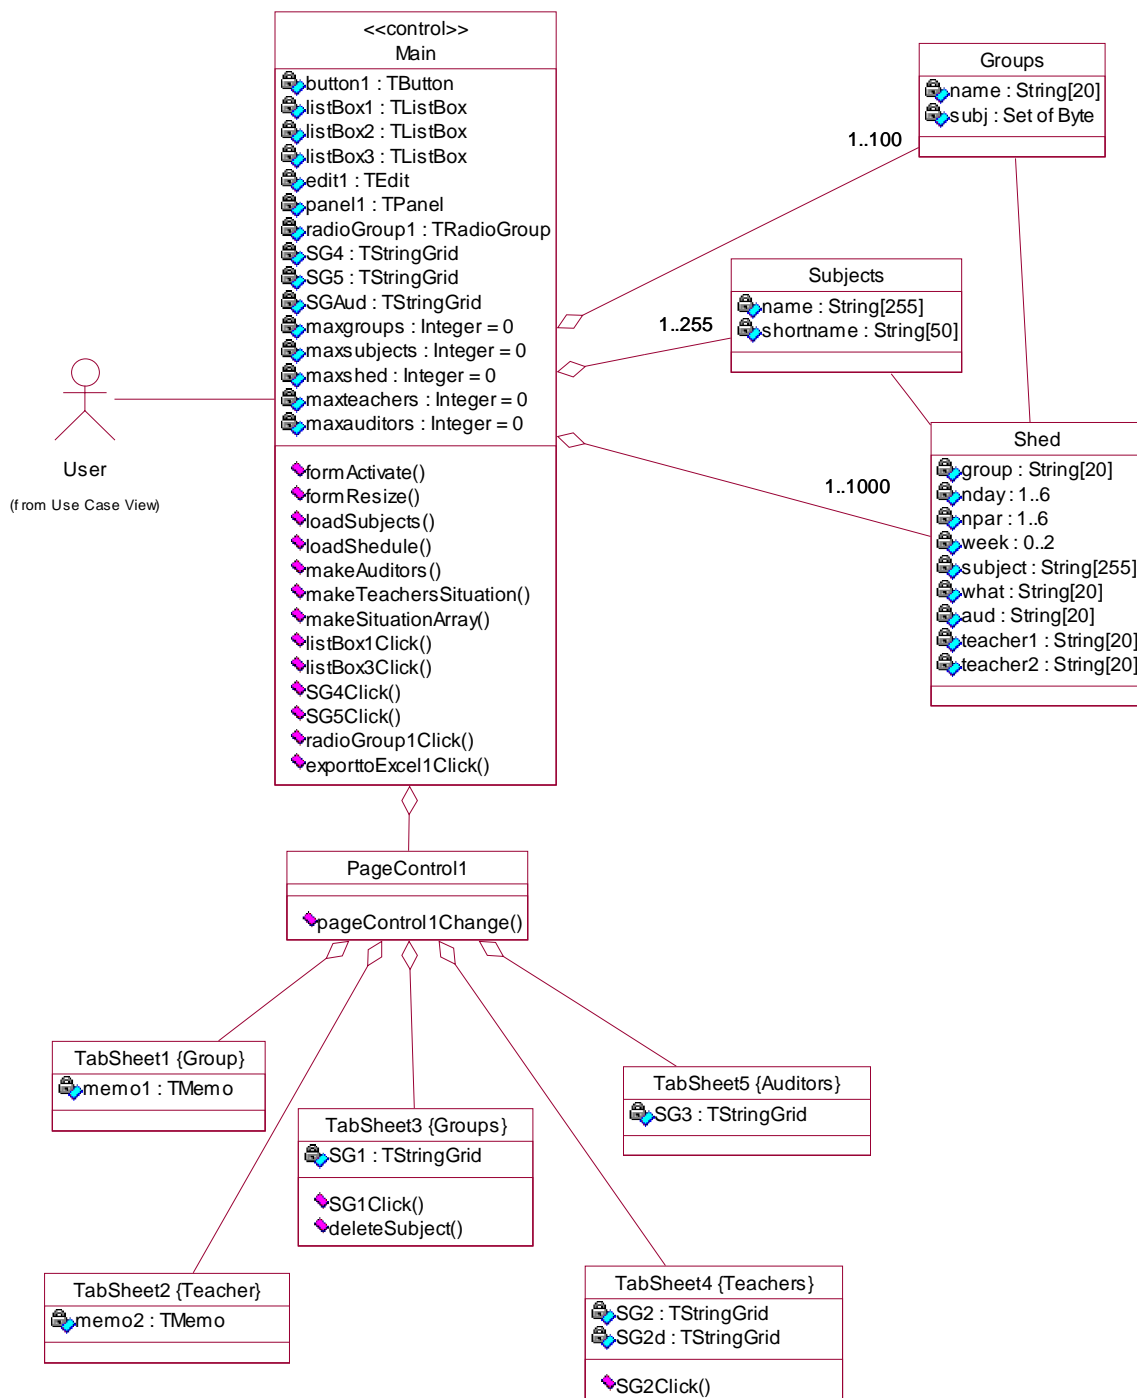 <<control>>
Main
button1 : TButton
listBox1 : TListBox
listBox2 : TListBox
listBox3 : TListBox
edit1 : TEdit
panel1 : TPanel
radioGroup1 : TRadioGroup
SG4 : TStringGrid
SG5 : TStringGrid
SGAud : TStringGrid
maxgroups : Integer = 0
maxsubjects : Integer = 0
maxshed : Integer = 0
maxteachers : Integer = 0
maxauditors : Integer = 0
formActivate()
formResize()
loadSubjects()
loadShedule()
makeAuditors()
makeTeachersSituation()
makeSituationArray()
listBox1Click()
listBox3Click()
SG4Click()
SG5Click()
radioGroup1Click()
exporttoExcel1Click()
Groups
name : String[20]
subj : Set of Byte
1..100
Subjects
name : String[255]
shortname : String[50]
1..255
User
(from Use Case View)
Shed
group : String[20]
nday : 1..6
npar : 1..6
week : 0..2
subject : String[255]
what : String[20]
aud : String[20]
teacher1 : String[20]
teacher2 : String[20]
1..1000
PageControl1
pageControl1Change()
TabSheet1 {Group}
memo1 : TMemo
TabSheet5 {Auditors}
SG3 : TStringGrid
TabSheet3 {Groups}
SG1 : TStringGrid
SG1Click()
deleteSubject()
TabSheet2 {Teacher}
memo2 : TMemo
TabSheet4 {Teachers}
SG2 : TStringGrid
SG2d : TStringGrid
SG2Click()